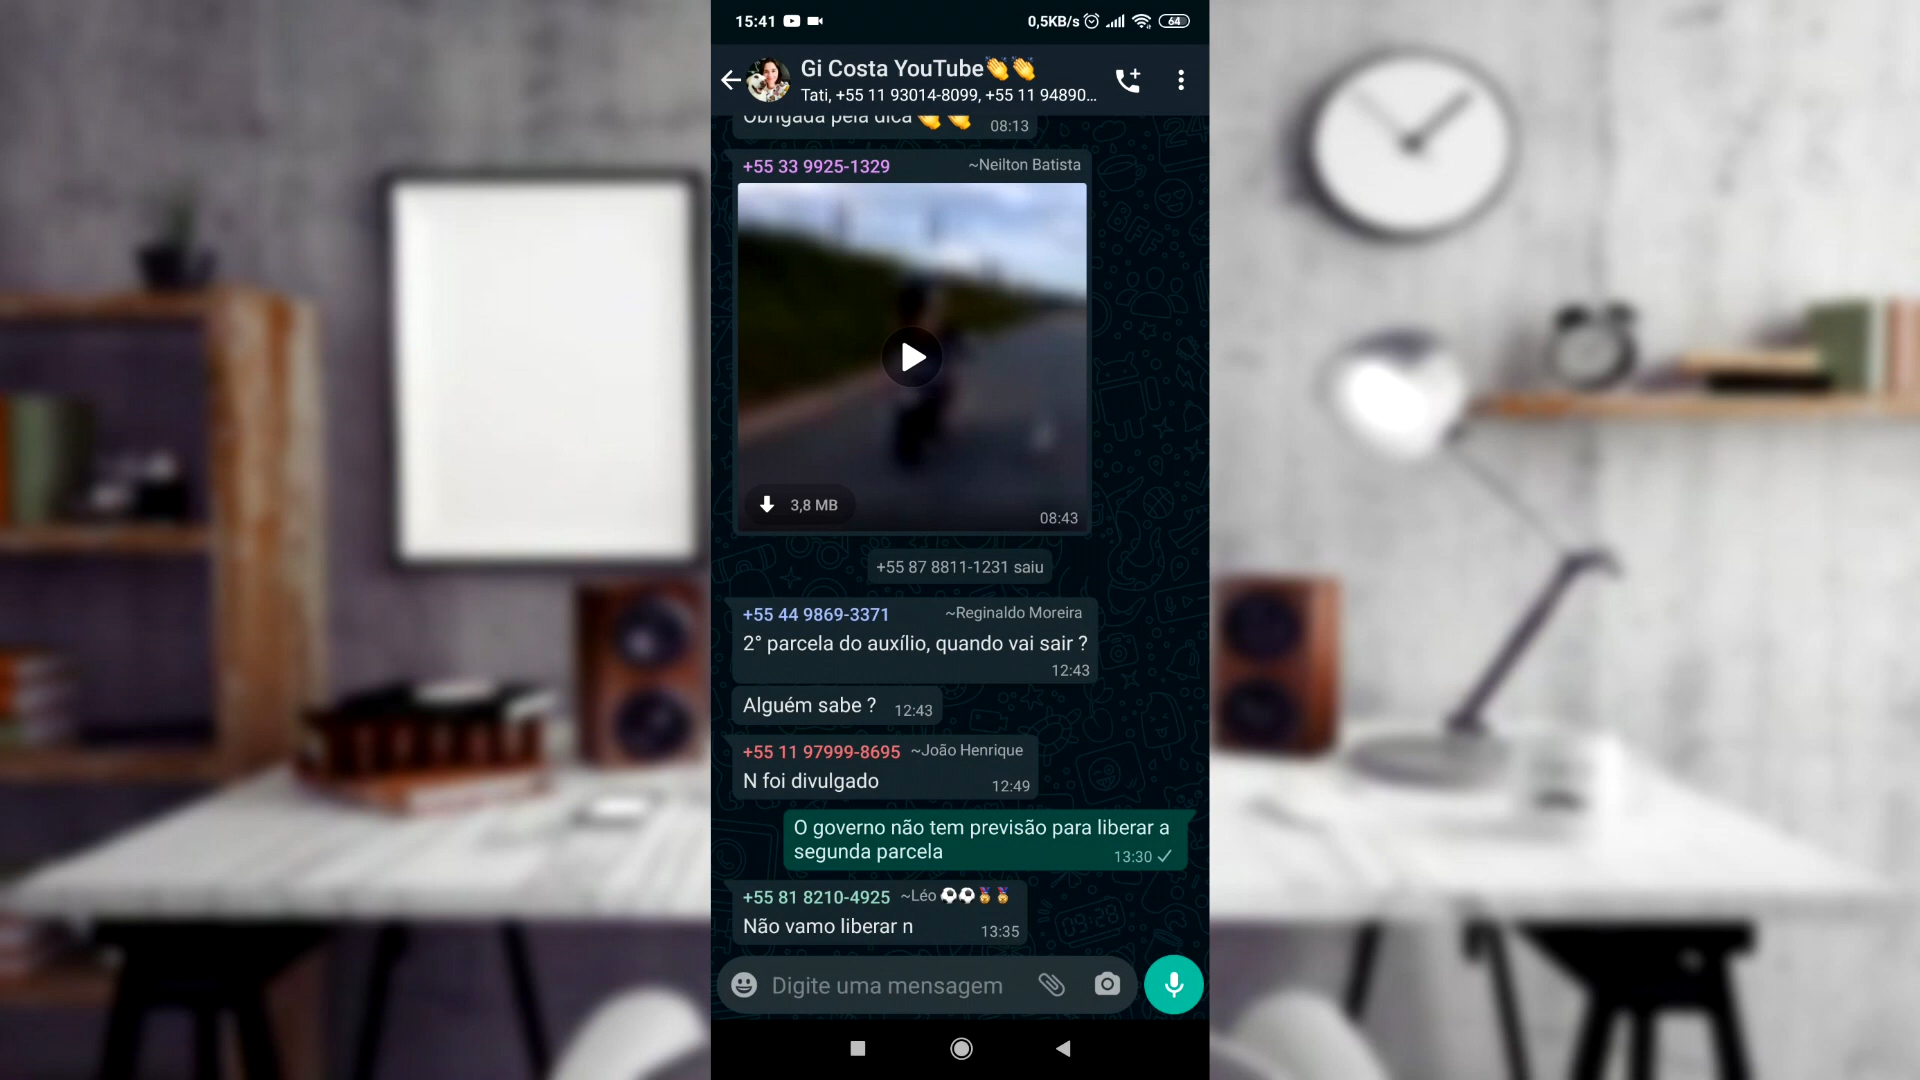 15:41
0,5KB/s
64
Gi Costa YouTube👏👏
Tati, +55 11 93014-8099, +55 11 94890...
Obrigada pela dica 👏 👏 08:13
+55 33 9925-1329 ~Neilton Batista
3,8 MB
08:43
+55 87 8811-1231 saiu
+55 44 9869-3371 ~Reginaldo Moreira
2° parcela do auxílio, quando vai sair ?
12:43
Alguém sabe ? 12:43
+55 11 97999-8695 ~João Henrique
N foi divulgado 12:49
O governo não tem previsão para liberar a
segunda parcela 13:30
+55 81 8210-4925 ~Léo ⚽⚽🏅🏅
Não vamo liberar n 13:35
Digite uma mensagem